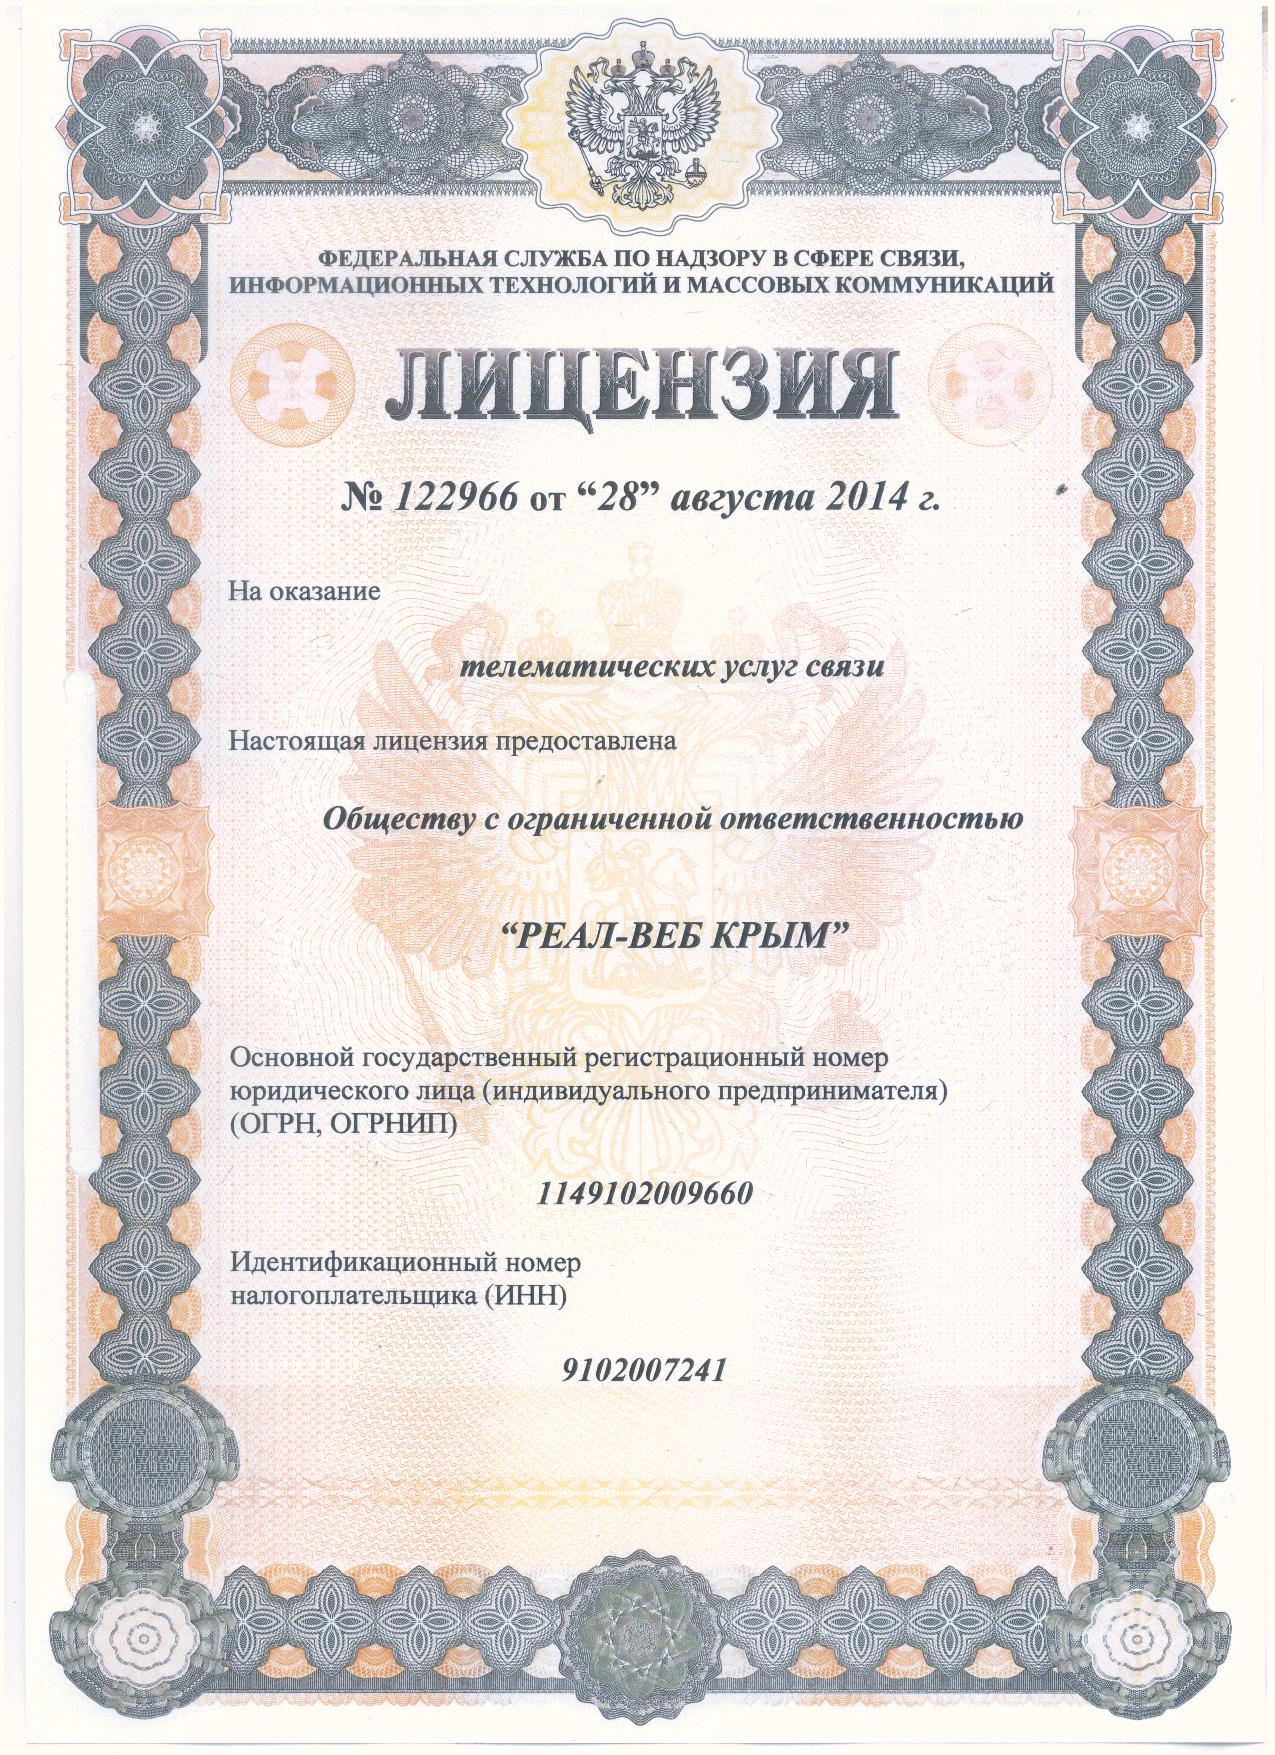 ФЕДЕРАЛЬНАЯ СЛУЖБА ПО НАДЗОРУ В СФЕРЕ СВЯЗИ,
ИНФОРМАЦИОННЫХ ТЕХНОЛОГИЙ И МАССОВЫХ КОММУНИКАЦИЙ
ЛИЦЕНЗИЯ
№ 122966 от “28” августа 2014 г.
На оказание
телематических услуг связи
Настоящая лицензия предоставлена
Обществу с ограниченной ответственностью
“РЕАЛ-ВЕБ КРЫМ”
Основной государственный регистрационный номер
юридического лица (индивидуального предпринимателя)
(ОГРН, ОГРНИП)
1149102009660
Идентификационный номер
налогоплательщика (ИНН)
9102007241